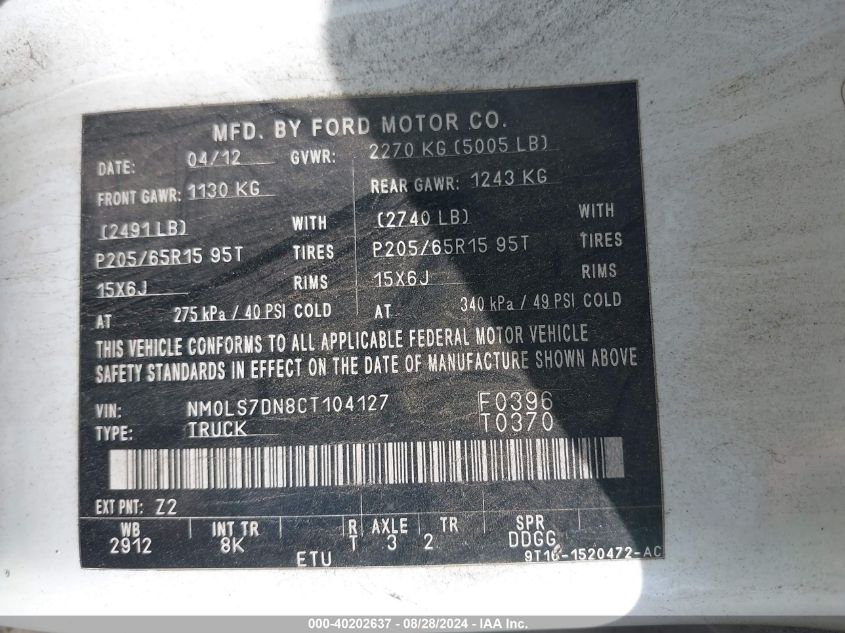 MFD. BY FORD MOTOR CO.
DATE: 04/12 GVWR: 2270 KG (5005 LB)
FRONT GAWR: 1130 KG REAR GAWR: 1243 KG
(2491 LB) WITH (2740 LB) WITH
P205/65R15 95T TIRES P205/65R15 95T TIRES
15X6J RIMS 15X6J RIMS
AT 275 kPa / 40 PSI COLD AT 340 kPa / 49 PSI COLD
THIS VEHICLE CONFORMS TO ALL APPLICABLE FEDERAL MOTOR VEHICLE
SAFETY STANDARDS IN EFFECT ON THE DATE OF MANUFACTURE SHOWN ABOVE
VIN: NM0LS7DN8CT104127 F0396
TYPE: TRUCK T0370
EXT PNT: Z2
WB INT TR R AXLE TR SPR
2912 8K T 3 2 DDGG
ETU 9T16-1520472-AC
000-40202637 - 08/28/2024 - IAA Inc.